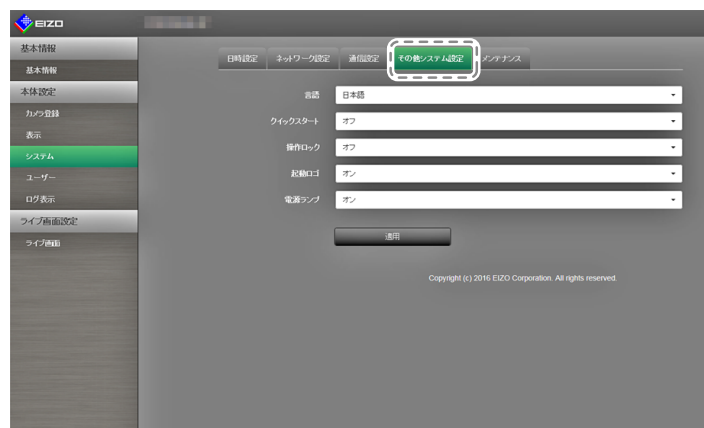 EIZO
基本情報
基本情報
本体設定
カメラ登録
表示
システム
ユーザー
ログ表示
ライブ画面設定
ライブ画面
日時設定 ネットワーク設定 通信設定 その他システム設定 メンテナンス
言語 日本語
クイックスタート オフ
操作ロック オフ
起動ロゴ オン
電源ランプ オン
適用
Copyright (c) 2016 EIZO Corporation. All rights reserved.